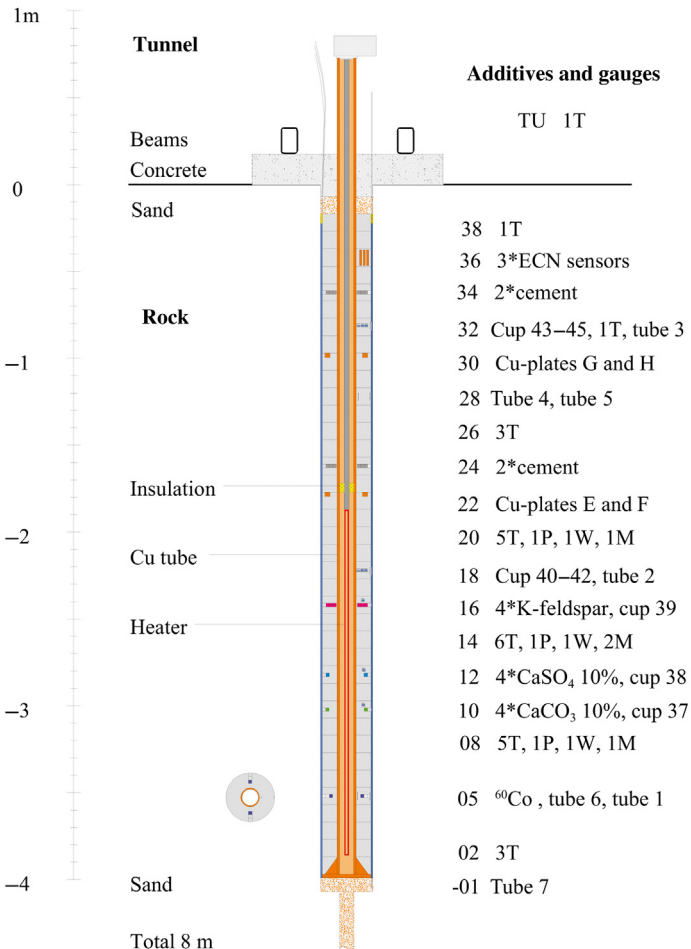 1m
Tunnel
Additives and gauges
TU 1T
Beams
Concrete
0
Sand
38 1T
36 3*ECN sensors
34 2*cement
Rock
32 Cup 43–45, 1T, tube 3
–1
30 Cu-plates G and H
28 Tube 4, tube 5
26 3T
24 2*cement
Insulation
22 Cu-plates E and F
–2
20 5T, 1P, 1W, 1M
Cu tube
18 Cup 40–42, tube 2
16 4*K-feldspar, cup 39
Heater
14 6T, 1P, 1W, 2M
12 4*CaSO₄ 10%, cup 38
–3
10 4*CaCO₃ 10%, cup 37
08 5T, 1P, 1W, 1M
05 ⁶⁰Co , tube 6, tube 1
02 3T
–4
Sand
-01 Tube 7
Total 8 m